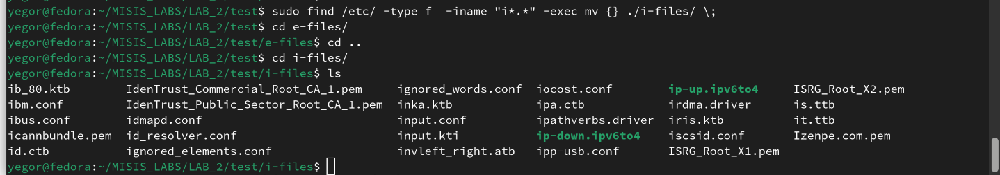 yegor@fedora:~/MISIS_LABS/LAB_2/test$ sudo find /etc/ -type f  -iname "i*.*" -exec mv {} ./i-files/ \;
yegor@fedora:~/MISIS_LABS/LAB_2/test$ cd e-files/
yegor@fedora:~/MISIS_LABS/LAB_2/test/e-files$ cd ..
yegor@fedora:~/MISIS_LABS/LAB_2/test$ cd i-files/
yegor@fedora:~/MISIS_LABS/LAB_2/test/i-files$ ls
ib_80.ktb        IdenTrust_Commercial_Root_CA_1.pem     ignored_words.conf  iocost.conf        ip-up.ipv6to4     ISRG_Root_X2.pem
ibm.conf         IdenTrust_Public_Sector_Root_CA_1.pem  inka.ktb            ipa.ctb            irdma.driver      is.ttb
ibus.conf        idmapd.conf                            input.conf          ipathverbs.driver  iris.ktb          it.ttb
icannbundle.pem  id_resolver.conf                       input.kti           ip-down.ipv6to4    iscsid.conf       Izenpe.com.pem
id.ctb           ignored_elements.conf                  invleft_right.atb   ipp-usb.conf       ISRG_Root_X1.pem
yegor@fedora:~/MISIS_LABS/LAB_2/test/i-files$